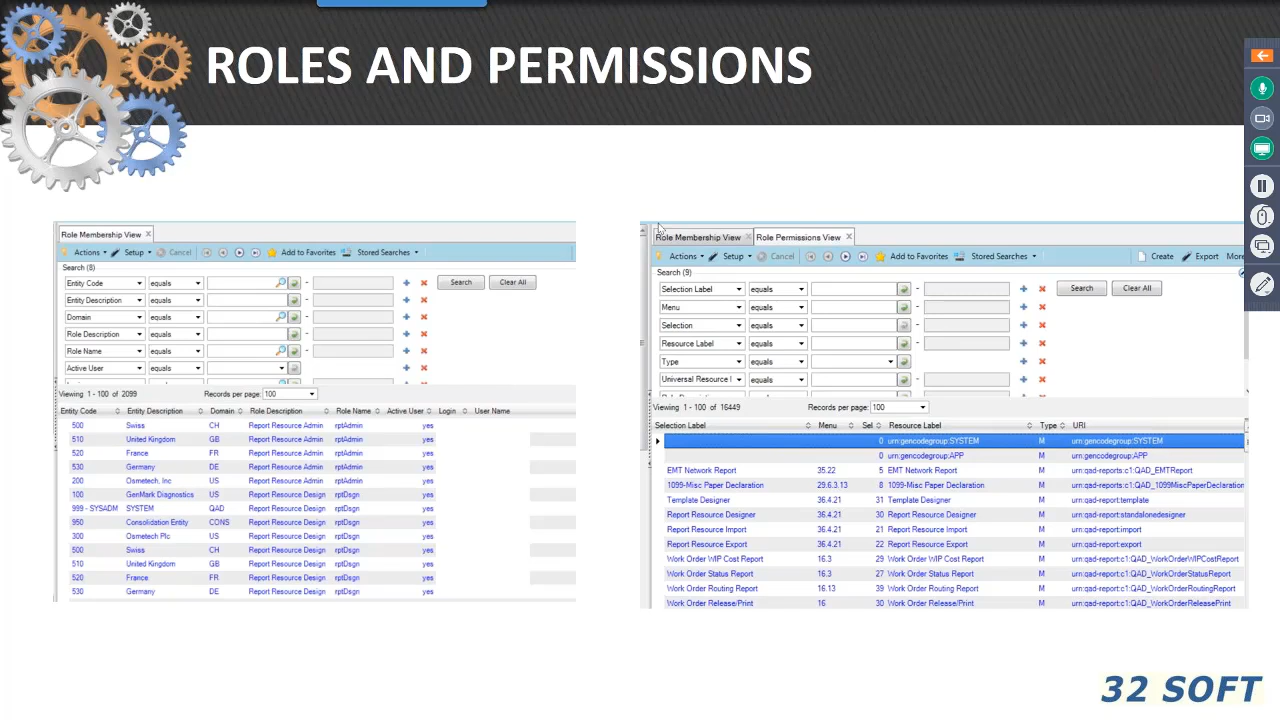 ROLES AND PERMISSIONS
Role Membership View
Actions Setup Cancel Add to Favorites Stored Searches
Search (8)
Entity Code equals - Search Clear All
Entity Description equals -
Domain equals -
Role Description equals -
Role Name equals -
Active User equals
Viewing 1 - 100 of 2099 Records per page: 100
Entity Code Entity Description Domain Role Description Role Name Active User Login User Name
500 Swiss CH Report Resource Admin rptAdmin yes
510 United Kingdom GB Report Resource Admin rptAdmin yes
520 France FR Report Resource Admin rptAdmin yes
530 Germany DE Report Resource Admin rptAdmin yes
200 Osmetech, Inc US Report Resource Admin rptAdmin yes
100 GenMark Diagnostics US Report Resource Design rptDsgn yes
999 - SYSADM SYSTEM QAD Report Resource Design rptDsgn yes
950 Consolidation Entity CONS Report Resource Design rptDsgn yes
300 Osmetech Plc US Report Resource Design rptDsgn yes
500 Swiss CH Report Resource Design rptDsgn yes
510 United Kingdom GB Report Resource Design rptDsgn yes
520 France FR Report Resource Design rptDsgn yes
530 Germany DE Report Resource Design rptDsgn yes
Role Membership View Role Permissions View
Actions Setup Cancel Add to Favorites Stored Searches Create Export More
Search (9)
Selection Label equals - Search Clear All
Menu equals -
Selection equals -
Resource Label equals -
Type equals
Universal Resource I equals -
Viewing 1 - 100 of 16449 Records per page: 100
Selection Label Menu Sel Resource Label Type URI
0 urn:gencodegroup:SYSTEM M urn:gencodegroup:SYSTEM
0 urn:gencodegroup:APP M urn:gencodegroup:APP
EMT Network Report 35.22 5 EMT Network Report M urn:qad-reports:c1:QAD_EMTReport
1099-Misc Paper Declaration 29.6.3.13 8 1099-Misc Paper Declaration M urn:qad-reports:c1:QAD_1099MiscPaperDeclaration
Template Designer 36.4.21 31 Template Designer M urn:qad-report:template
Report Resource Designer 36.4.21 30 Report Resource Designer M urn:qad-report:standalonedesigner
Report Resource Import 36.4.21 21 Report Resource Import M urn:qad-report:import
Report Resource Export 36.4.21 22 Report Resource Export M urn:qad-report:export
Work Order WIP Cost Report 16.3 29 Work Order WIP Cost Report M urn:qad-report:c1:QAD_WorkOrderWIPCostReport
Work Order Status Report 16.3 27 Work Order Status Report M urn:qad-report:c1:QAD_WorkOrderStatusReport
Work Order Routing Report 16.13 39 Work Order Routing Report M urn:qad-report:c1:QAD_WorkOrderRoutingReport
Work Order Release/Print 16 30 Work Order Release/Print M urn:qad-report:c1:QAD_WorkOrderReleasePrint
32 SOFT